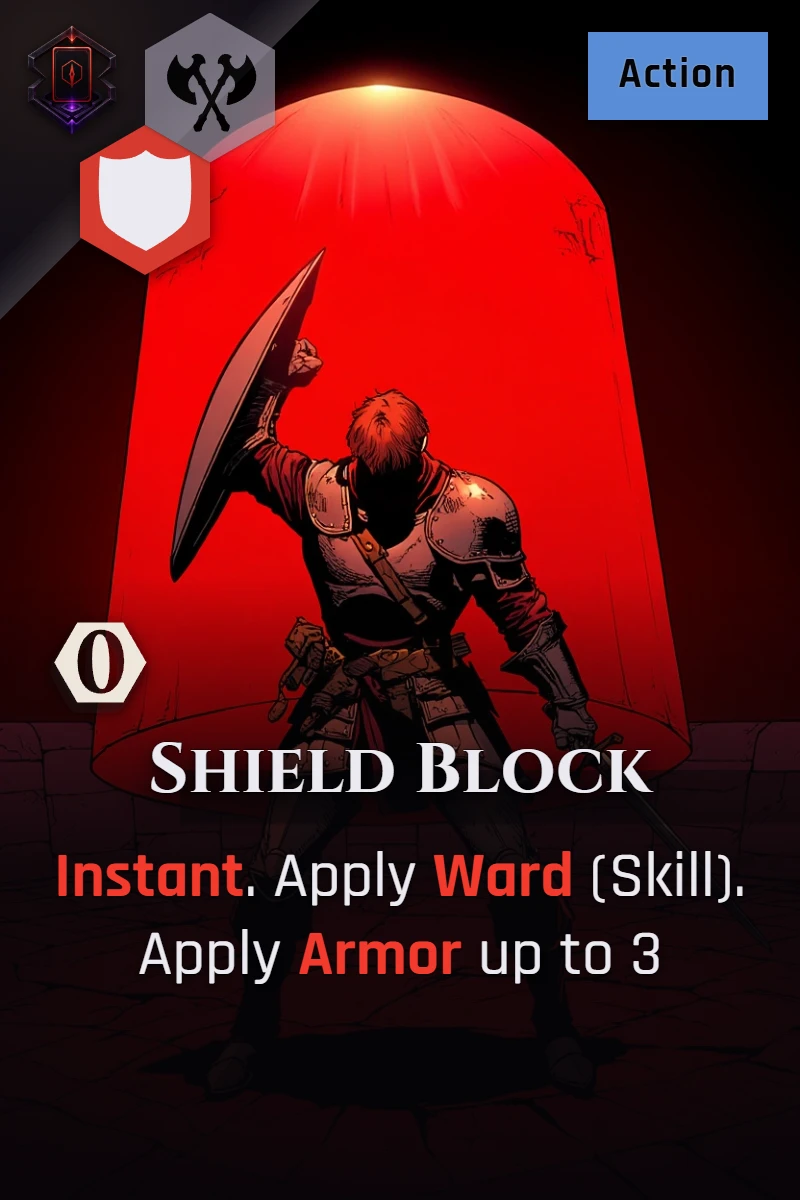 Action
0
Shield Block
Instant. Apply Ward (Skill).
Apply Armor up to 3